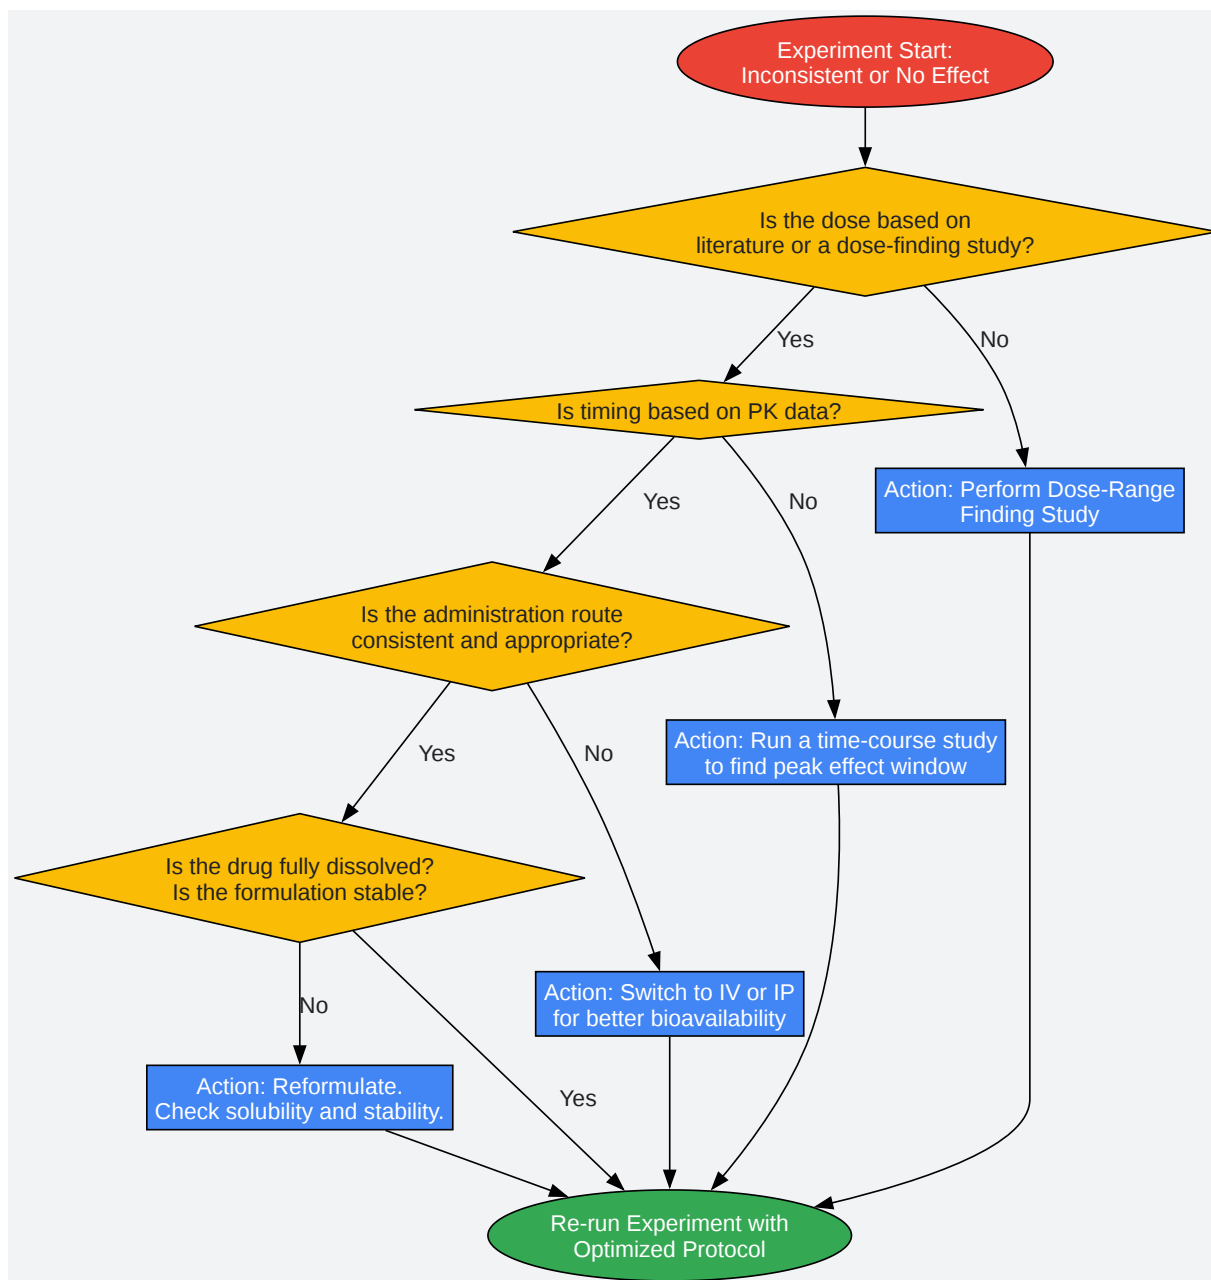 Experiment Start:
Inconsistent or No Effect
Is the dose based on
literature or a dose-finding study?
Yes
No
Is timing based on PK data?
Action: Perform Dose-Range
Finding Study
Yes
No
Is the administration route
consistent and appropriate?
Action: Run a time-course study
to find peak effect window
Yes
No
Is the drug fully dissolved?
Is the formulation stable?
Action: Switch to IV or IP
for better bioavailability
No
Action: Reformulate.
Check solubility and stability.
Yes
Re-run Experiment with
Optimized Protocol